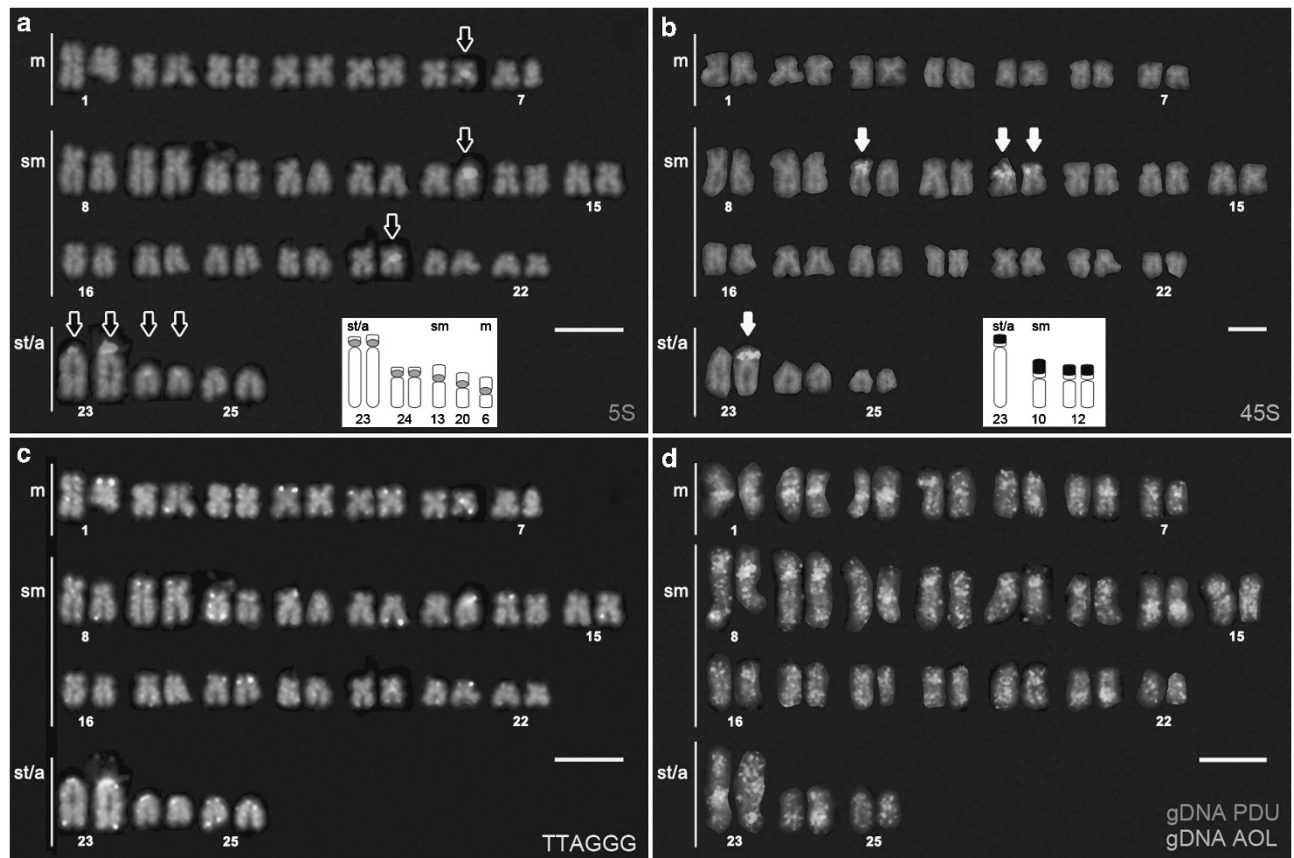 a
m
1 7
sm
8 15
16 22
st/a
23 25
st/a sm m
23 24 13 20 6
5S
b
m
1 7
sm
8 15
16 22
st/a
23 25
st/a sm
23 10 12
45S
c
m
1 7
sm
8 15
16 22
st/a
23 25
TTAGGG
d
m
1 7
sm
8 15
16 22
st/a
23 25
gDNA PDU
gDNA AOL